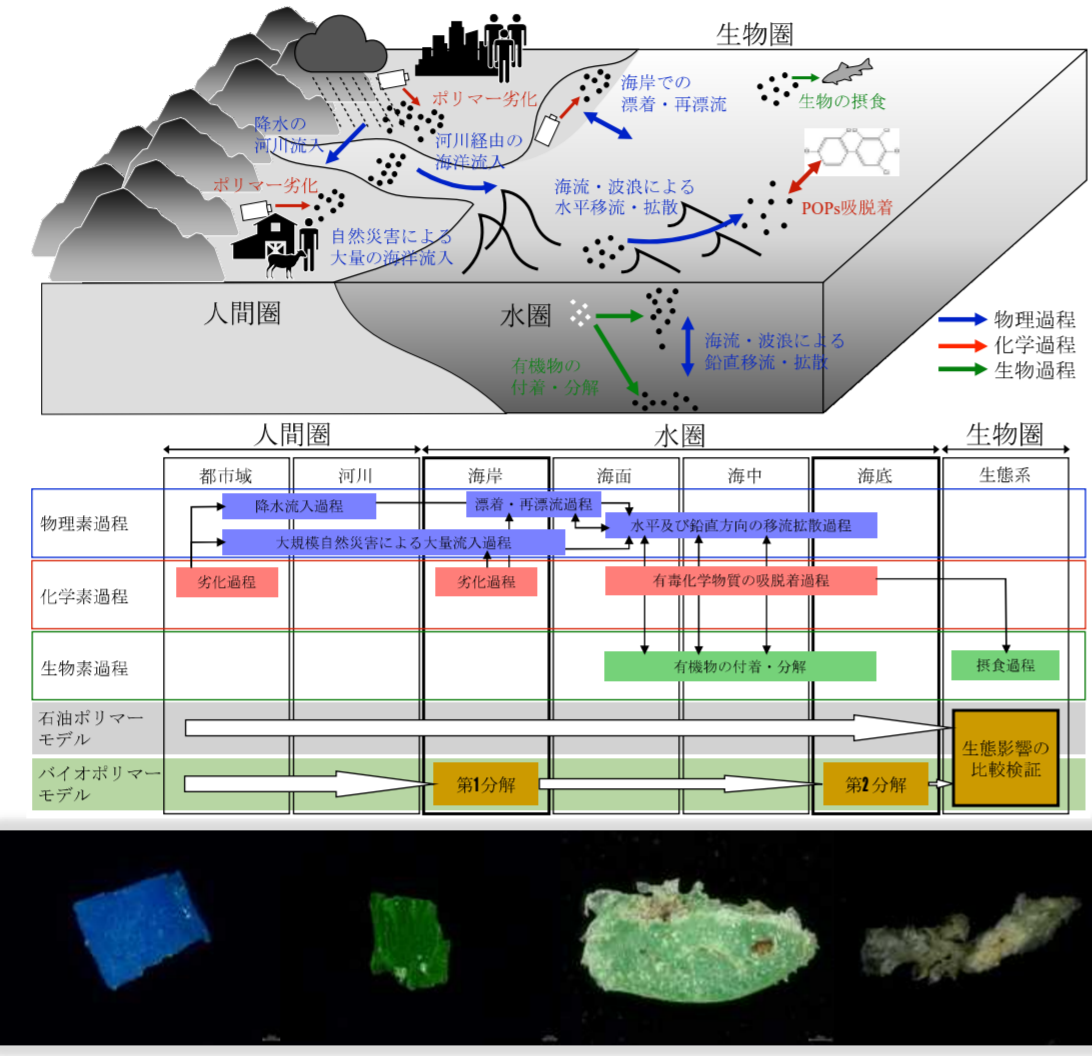 生物圏
海岸での
漂着・再漂流
生物の摂食
ポリマー劣化
降水の
河川流入
河川経由の
海洋流入
ポリマー劣化
海流・波浪による
水平移流・拡散
POPs吸脱着
自然災害による
大量の海洋流入
人間圏
水圏
海流・波浪による
鉛直移流・拡散
有機物の
付着・分解
物理過程
化学過程
生物過程
人間圏
水圏
生物圏
都市域
河川
海岸
海面
海中
海底
生態系
物理素過程
降水流入過程
漂着・再漂流過程
水平及び鉛直方向の移流拡散過程
大規模自然災害による大量流入過程
化学素過程
劣化過程
劣化過程
有毒化学物質の吸脱着過程
生物素過程
有機物の付着・分解
摂食過程
石油ポリマー
モデル
生態影響の
比較検証
バイオポリマー
モデル
第1分解
第2分解